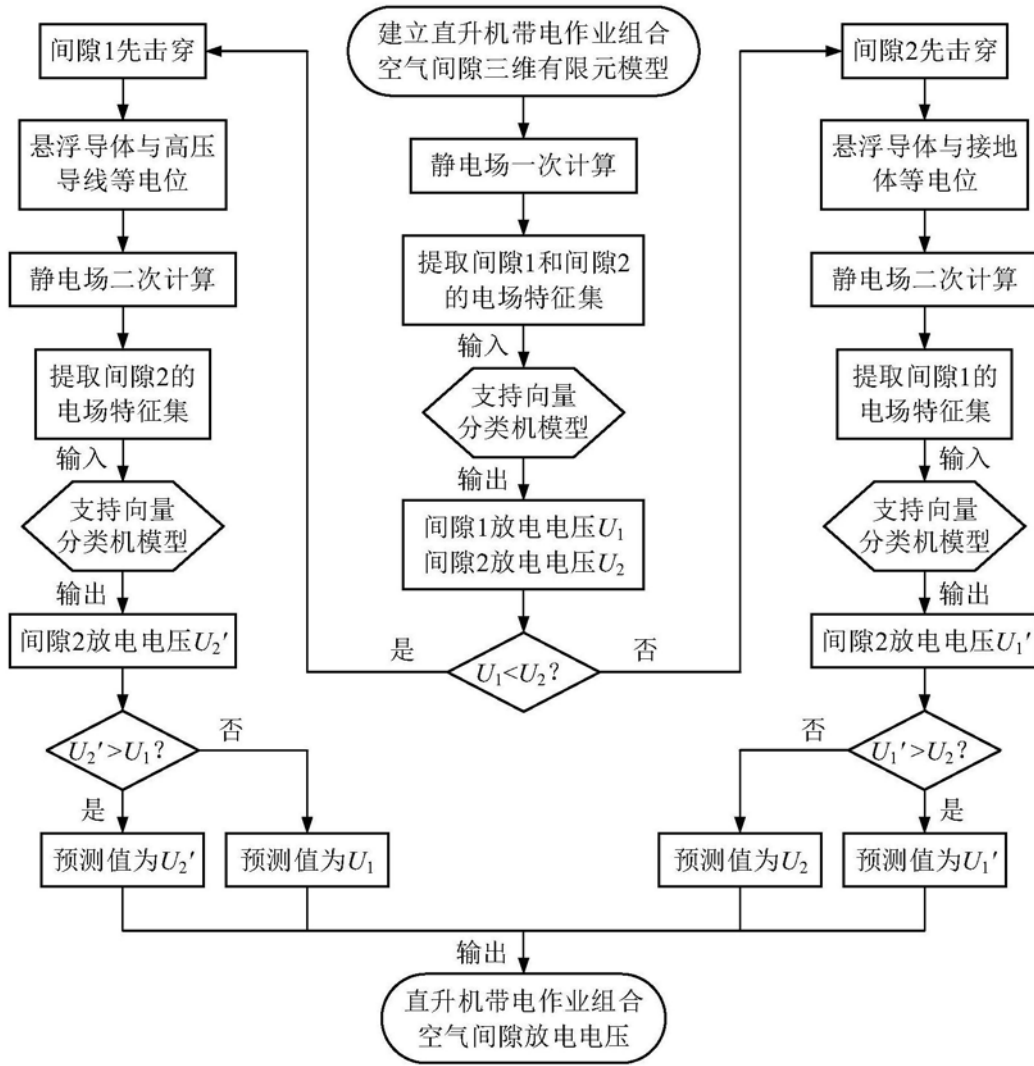 建立直升机带电作业组合
空气间隙三维有限元模型
静电场一次计算
提取间隙1和间隙2
的电场特征集
输入
支持向量
分类机模型
输出
间隙1放电电压U₁
间隙2放电电压U₂
U₁<U₂?
是
否
间隙1先击穿
悬浮导体与高压
导线等电位
静电场二次计算
提取间隙2的
电场特征集
输入
支持向量
分类机模型
输出
间隙2放电电压U₂′
U₂′>U₁?
否
是
预测值为U₂′
预测值为U₁
间隙2先击穿
悬浮导体与接地
体等电位
静电场二次计算
提取间隙1的
电场特征集
输入
支持向量
分类机模型
输出
间隙2放电电压U₁′
U₁′>U₂?
否
是
预测值为U₂
预测值为U₁′
输出
直升机带电作业组合
空气间隙放电电压